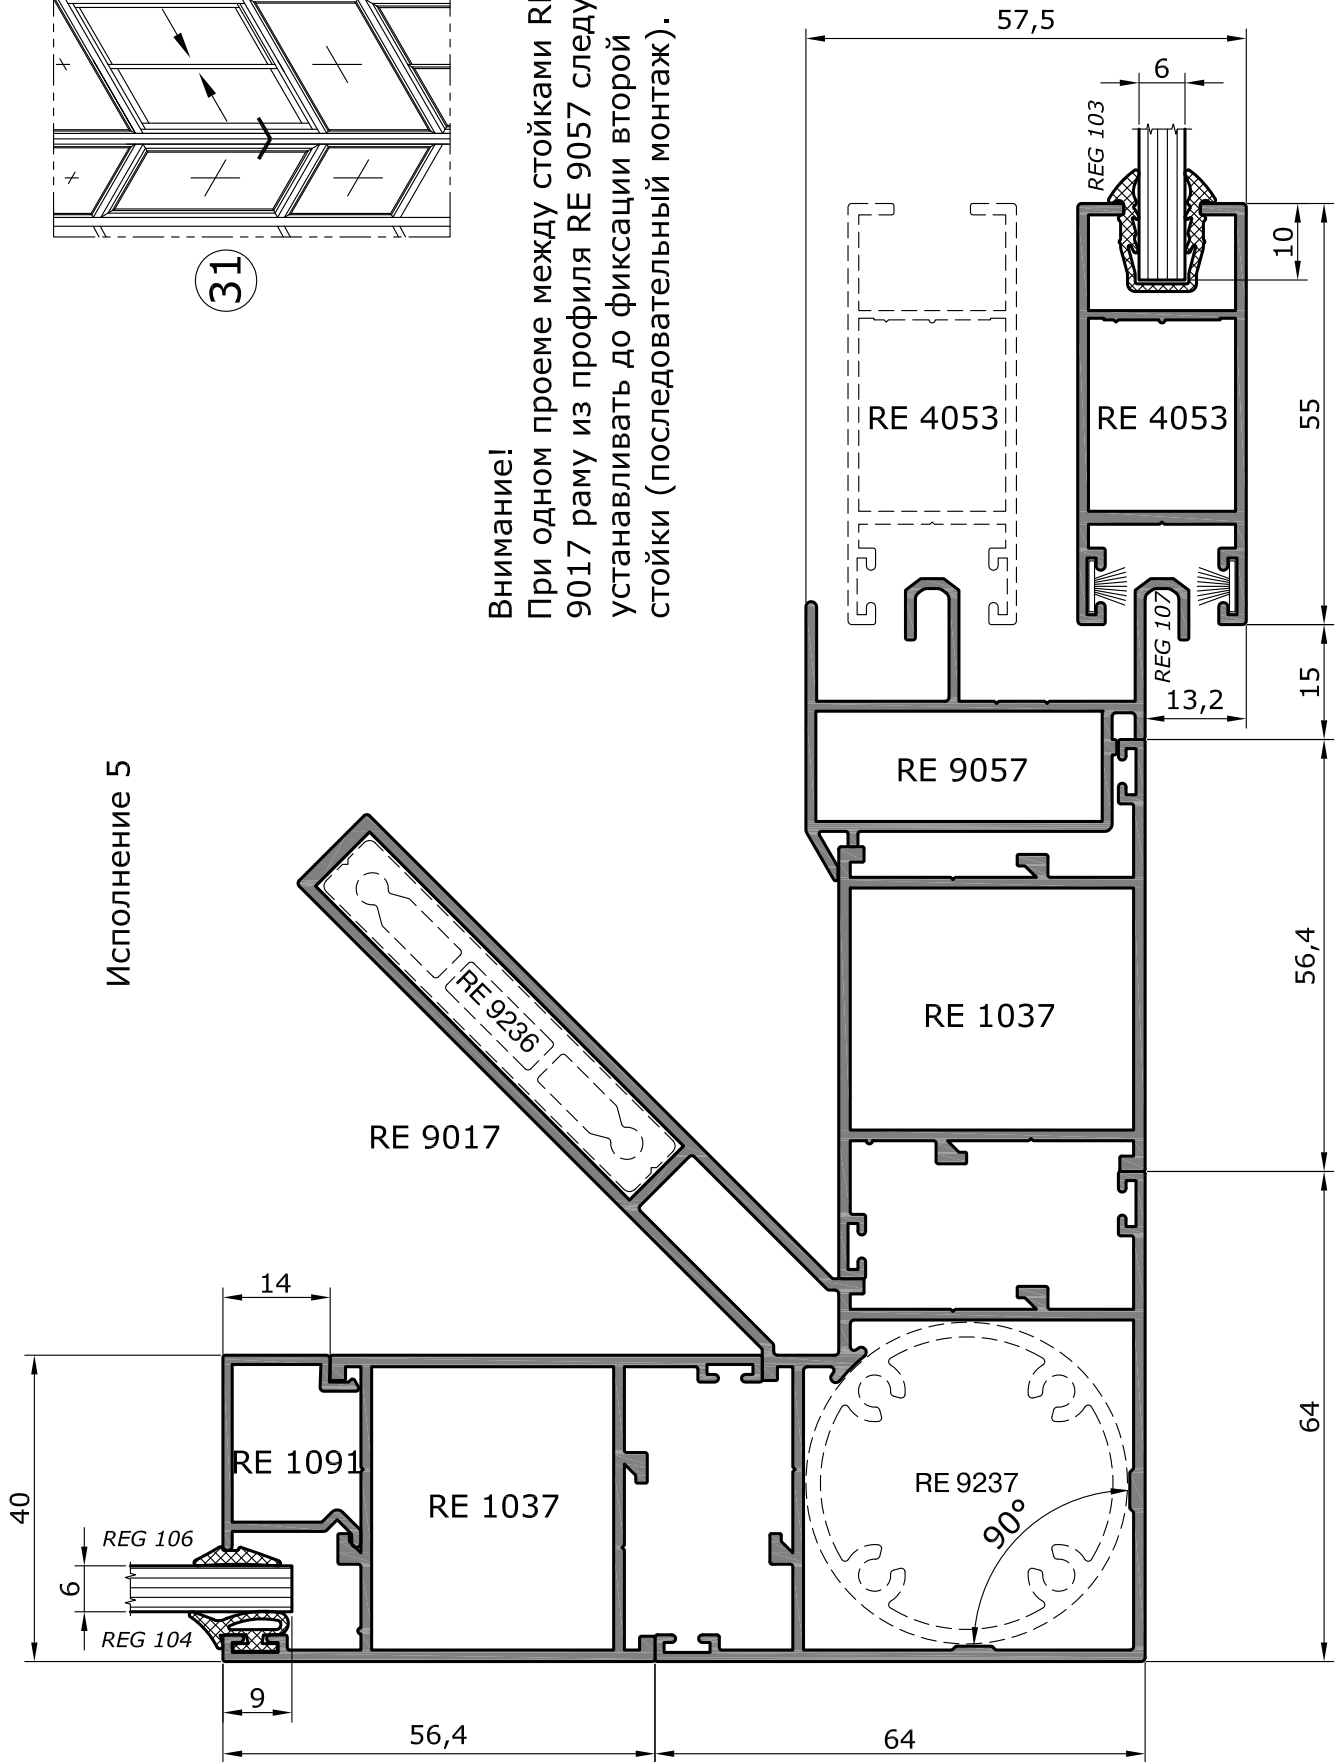 31
Внимание!
При одном проеме между стойками RE
9017 раму из профиля RE 9057 следу
устанавливать до фиксации второй
стойки (последовательный монтаж).
Исполнение 5
57,5
6
REG 103
10
RE 4053
RE 4053
55
REG 107
15
13,2
RE 9057
56,4
RE 1037
RE 9236
RE 9017
14
40
RE 1091
RE 1037
RE 9237
90°
64
REG 106
6
REG 104
9
56,4
64